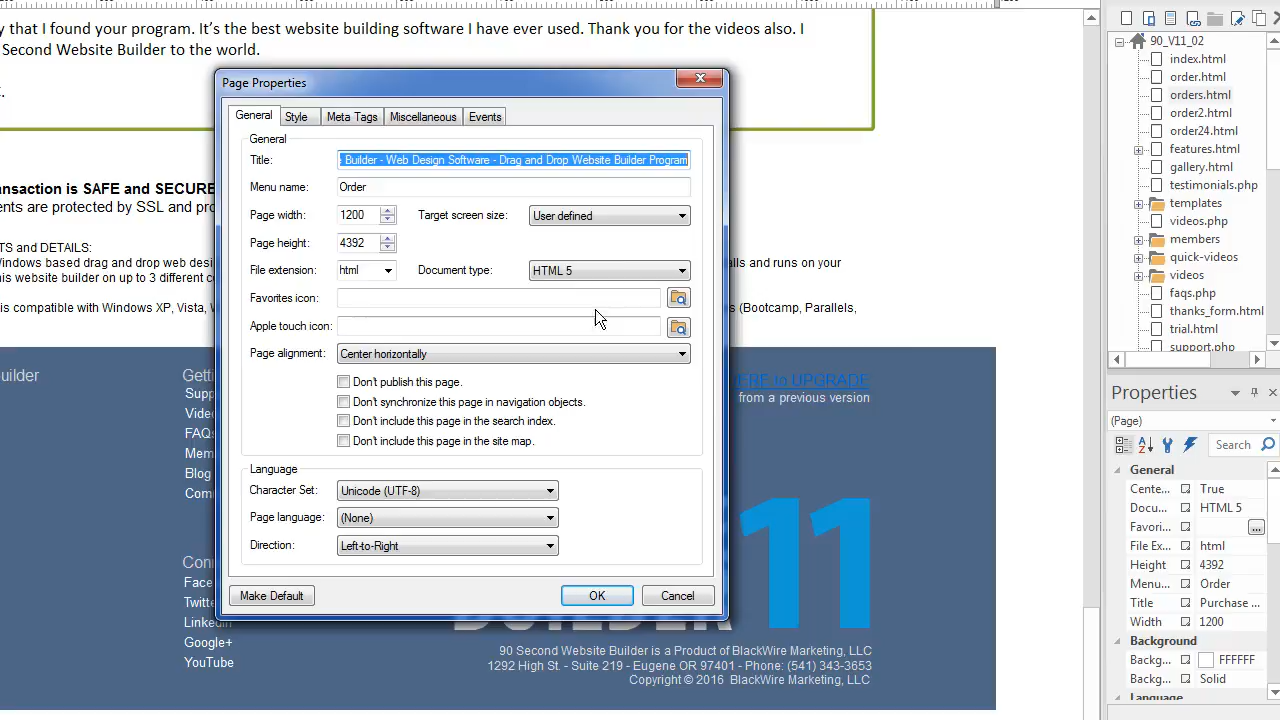 y that I found your program. It's the best website building software I have ever used. Thank you for the videos also. I
Second Website Builder to the world.
ansaction is SAFE and SECURE
ents are protected by SSL and pro
TS and DETAILS:
indows based drag and drop web desi
alls and runs on your
his website builder on up to 3 different c
is compatible with Windows XP, Vista, W
s (Bootcamp, Parallels,
Page Properties
General
Style
Meta Tags
Miscellaneous
Events
General
Title:
Builder - Web Design Software - Drag and Drop Website Builder Program
Menu name:
Order
Page width:
1200
Target screen size:
User defined
Page height:
4392
File extension:
html
Document type:
HTML 5
Favorites icon:
Apple touch icon:
Page alignment:
Center horizontally
Don't publish this page.
Don't synchronize this page in navigation objects.
Don't include this page in the search index.
Don't include this page in the site map.
Language
Character Set:
Unicode (UTF-8)
Page language:
(None)
Direction:
Left-to-Right
Make Default
OK
Cancel
uilder
Getti
Supp
Video
FAQs
Mem
Blog
Com
Conn
Face
Twitte
LinkedIn
Google+
YouTube
ERE to UPGRADE
from a previous version
BUILDER
11
90 Second Website Builder is a Product of BlackWire Marketing, LLC
1292 High St. - Suite 219 - Eugene OR 97401 - Phone: (541) 343-3653
Copyright © 2016 BlackWire Marketing, LLC
90_V11_02
index.html
order.html
orders.html
order2.html
order24.html
features.html
gallery.html
testimonials.php
templates
videos.php
members
quick-videos
videos
faqs.php
thanks_form.html
trial.html
support.php
Properties
(Page)
Search
General
Cente... True
Docu... HTML 5
Favori...
File Ex... html
Height 4392
Menu... Order
Title Purchase ...
Width 1200
Background
Backg... FFFFFF
Backg... Solid
Language